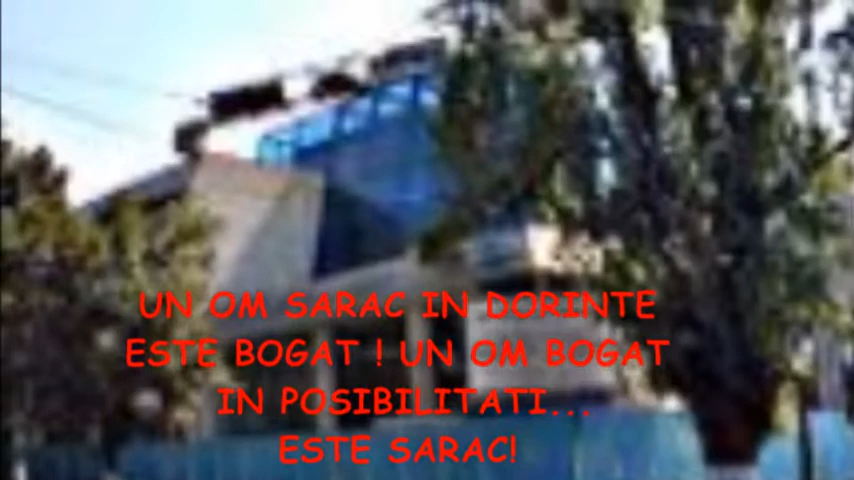 UN OM SARAC IN DORINTE
ESTE BOGAT ! UN OM BOGAT
IN POSIBILITATI...
ESTE SARAC!